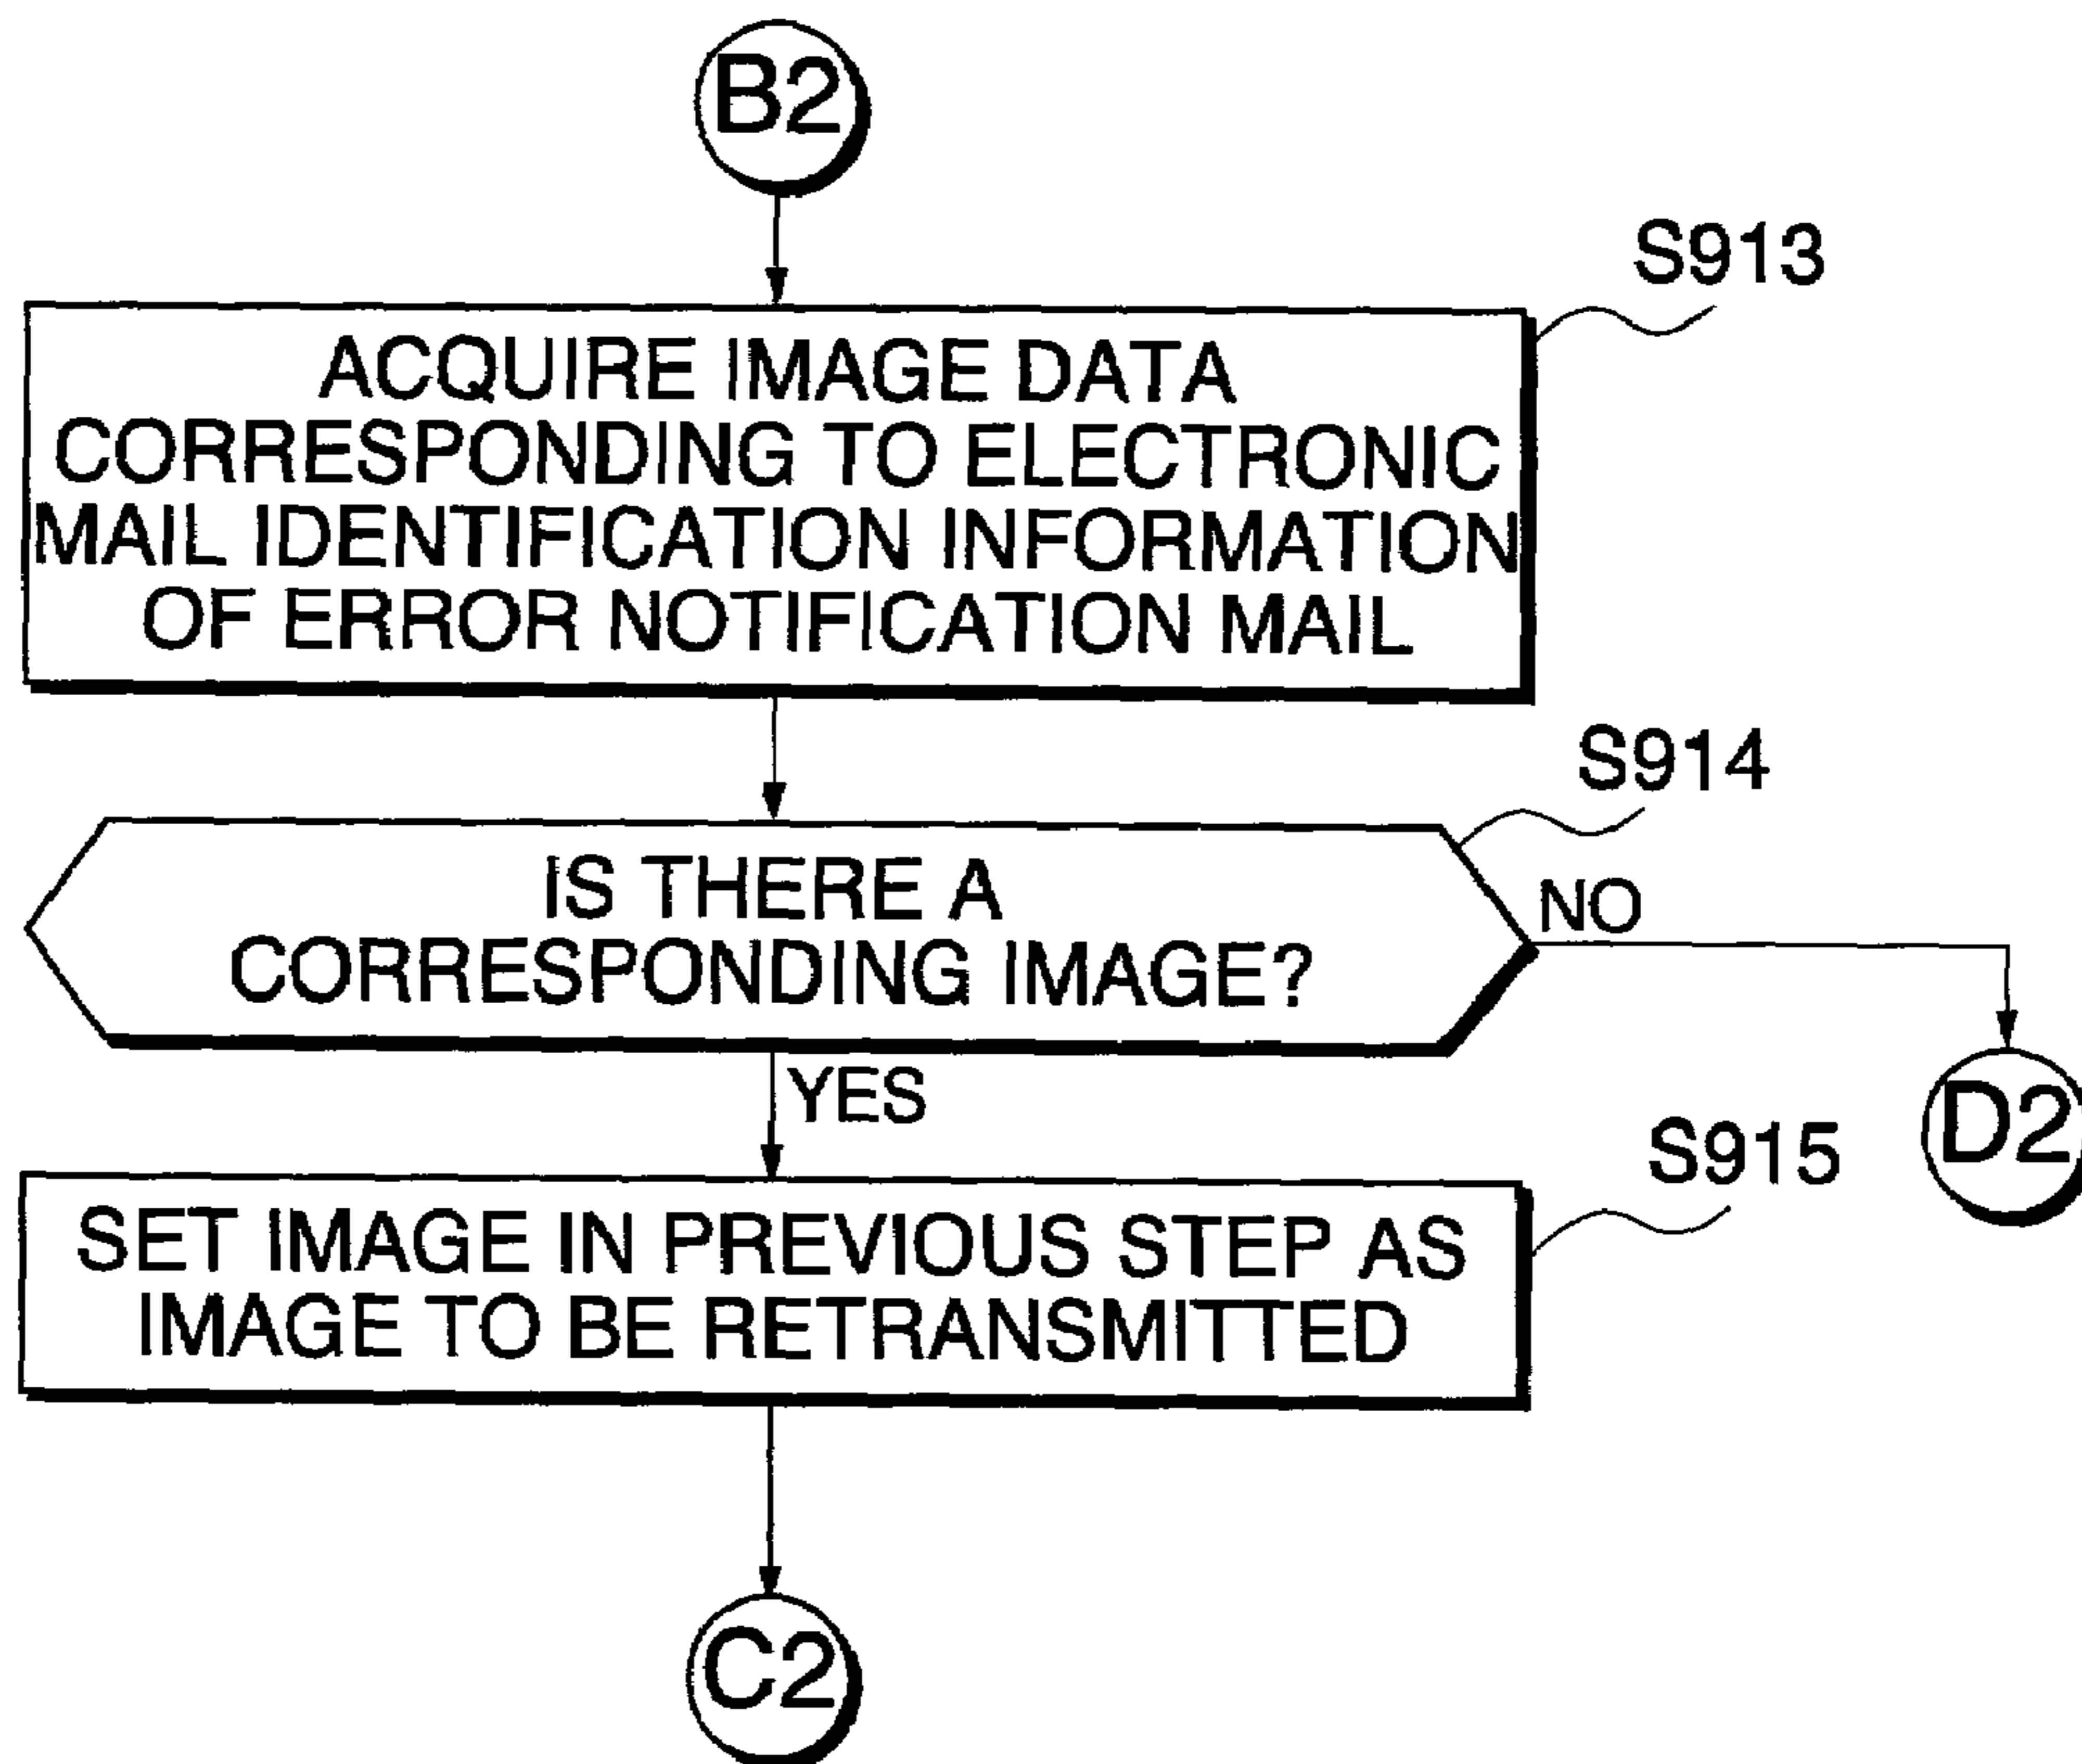 B2
S913
ACQUIRE IMAGE DATA
CORRESPONDING TO ELECTRONIC
MAIL IDENTIFICATION INFORMATION
OF ERROR NOTIFICATION MAIL
S914
IS THERE A
CORRESPONDING IMAGE?
NO
YES
D2
S915
SET IMAGE IN PREVIOUS STEP AS
IMAGE TO BE RETRANSMITTED
C2